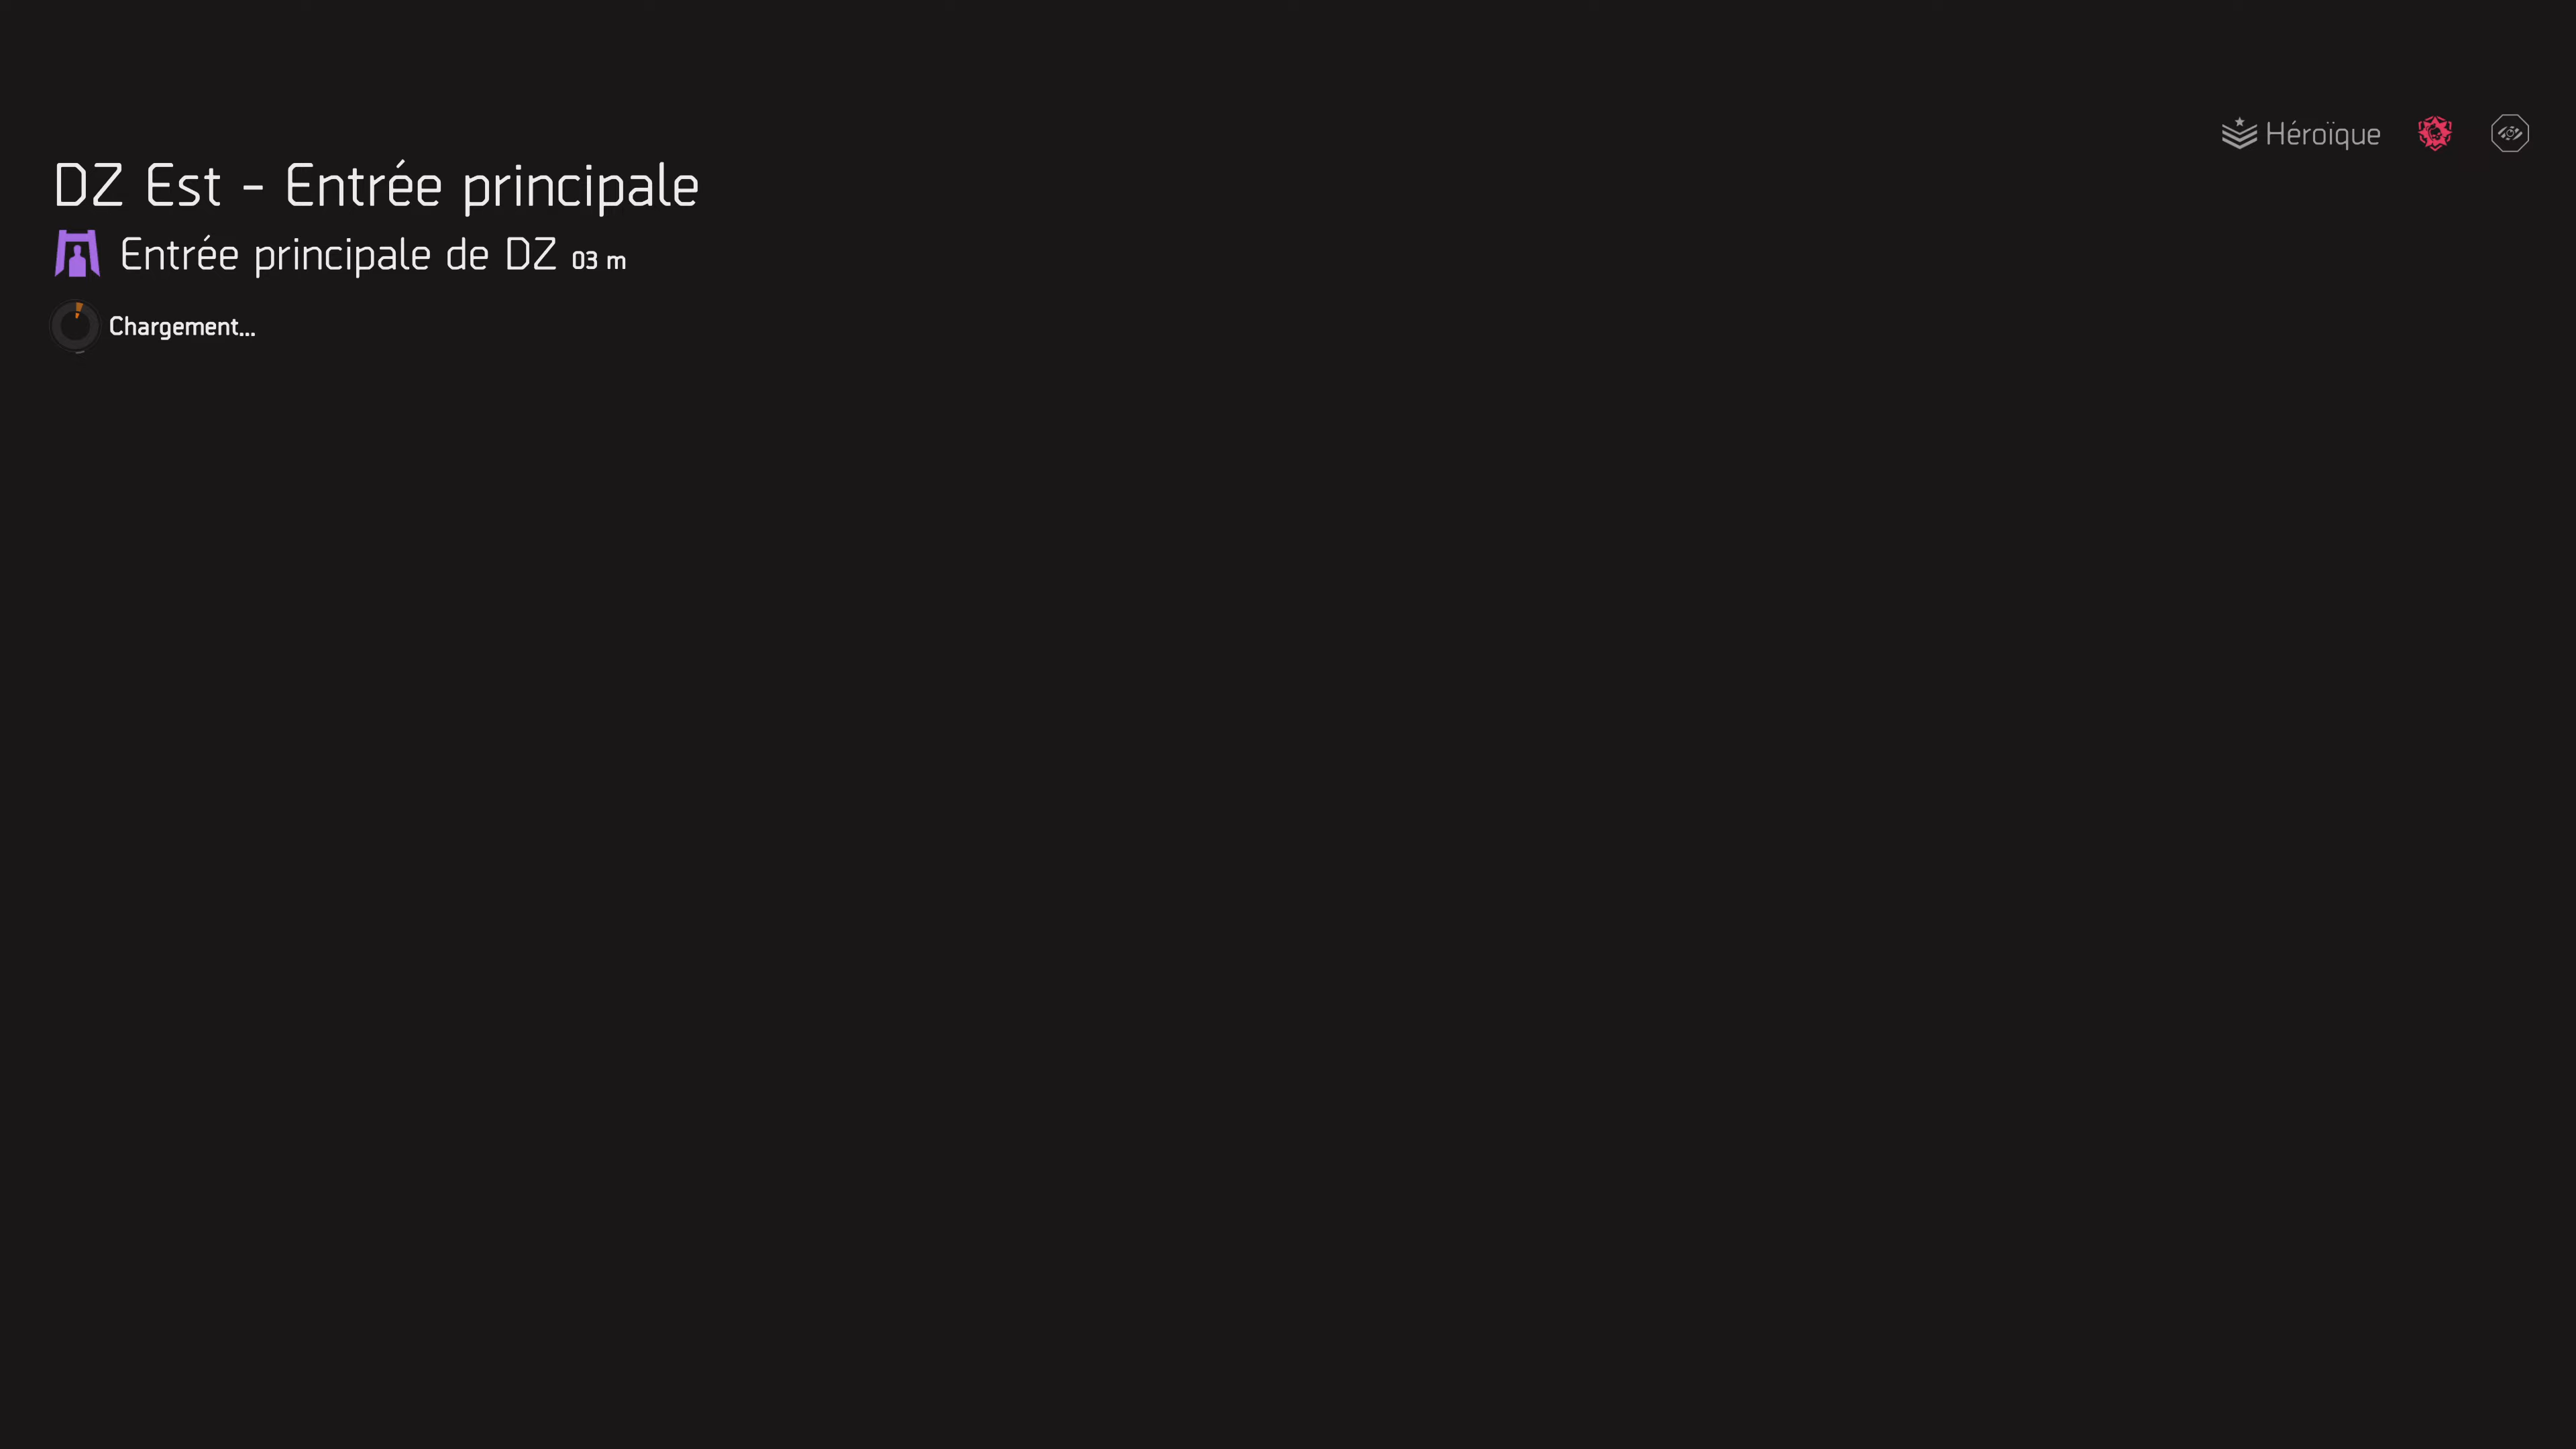 Héroïque
DZ Est - Entrée principale
Entrée principale de DZ 03 m
Chargement...